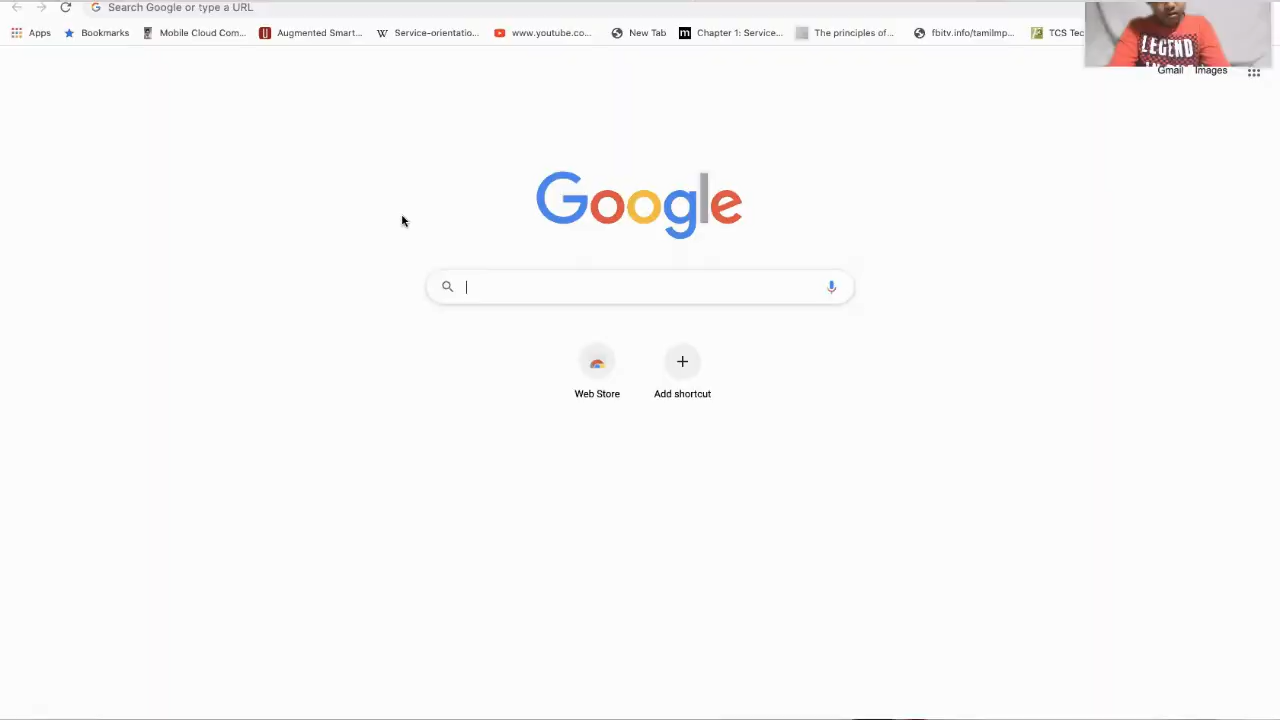 Search Google or type a URL
Apps Bookmarks Mobile Cloud Com... Augmented Smart... Service-orientatio... www.youtube.co... New Tab Chapter 1: Service... The principles of... fbitv.info/tamilmp... TCS Tec
LEGEND
Gmail Images
Google
Web Store Add shortcut